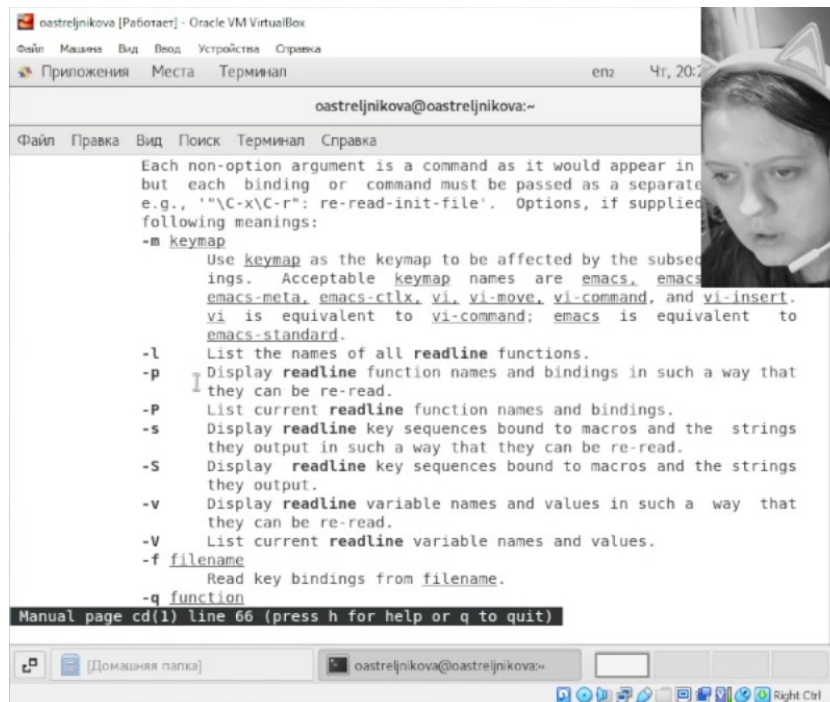 oastreljnikova [Работает] - Oracle VM VirtualBox
Файл Машина Вид Ввод Устройства Справка
Приложения Места Терминал en₂ Чт, 20:2
oastreljnikova@oastreljnikova:~
Файл Правка Вид Поиск Терминал Справка
Each non-option argument is a command as it would appear in
but each binding or command must be passed as a separate
e.g., '"\C-x\C-r": re-read-init-file'. Options, if supplied
following meanings:
-m keymap
Use keymap as the keymap to be affected by the subseq
ings. Acceptable keymap names are emacs, emacs
emacs-meta, emacs-ctlx, vi, vi-move, vi-command, and vi-insert.
vi is equivalent to vi-command; emacs is equivalent to
emacs-standard.
-l List the names of all readline functions.
-p Display readline function names and bindings in such a way that
they can be re-read.
-P List current readline function names and bindings.
-s Display readline key sequences bound to macros and the strings
they output in such a way that they can be re-read.
-S Display readline key sequences bound to macros and the strings
they output.
-v Display readline variable names and values in such a way that
they can be re-read.
-V List current readline variable names and values.
-f filename
Read key bindings from filename.
-q function
Manual page cd(1) line 66 (press h for help or q to quit)
[Домашняя папка] oastreljnikova@oastreljnikova:~
Right Ctrl